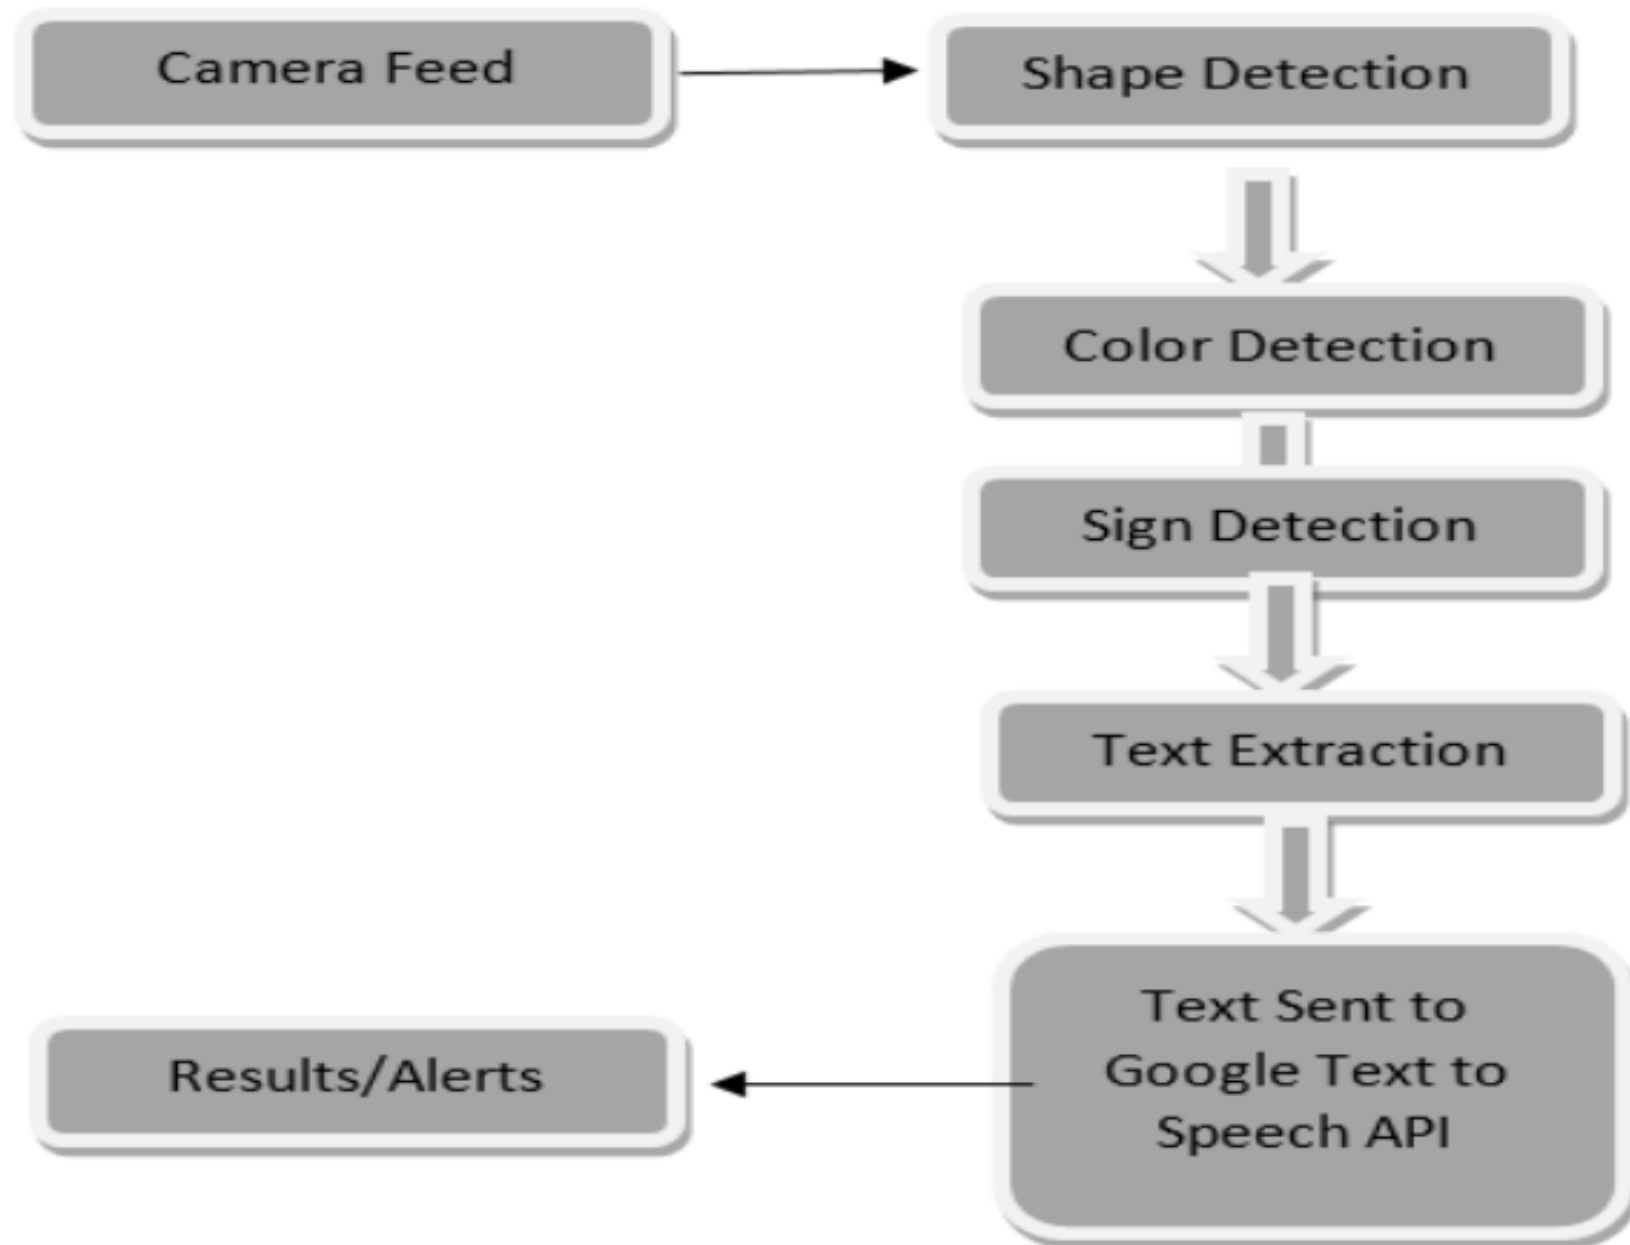 Camera Feed
Shape Detection
Color Detection
Sign Detection
Text Extraction
Text Sent to
Google Text to
Speech API
Results/Alerts